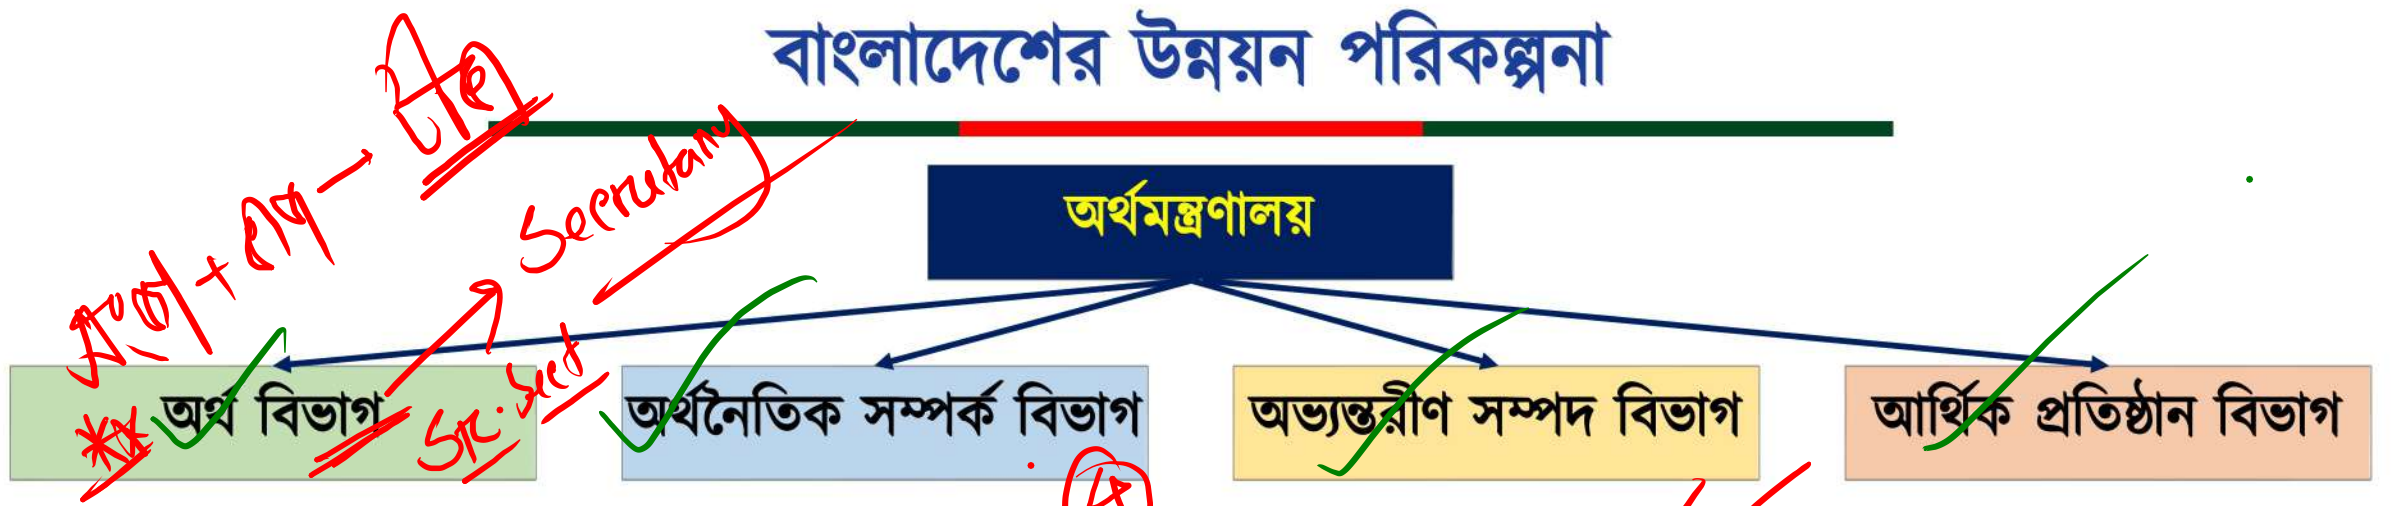 বাংলাদেশের উন্নয়ন পরিকল্পনা
Secrutany
অর্থমন্ত্রণালয়
অর্থ বিভাগ
Sr. Sect
অর্থনৈতিক সম্পর্ক বিভাগ
অভ্যন্তরীণ সম্পদ বিভাগ
আর্থিক প্রতিষ্ঠান বিভাগ